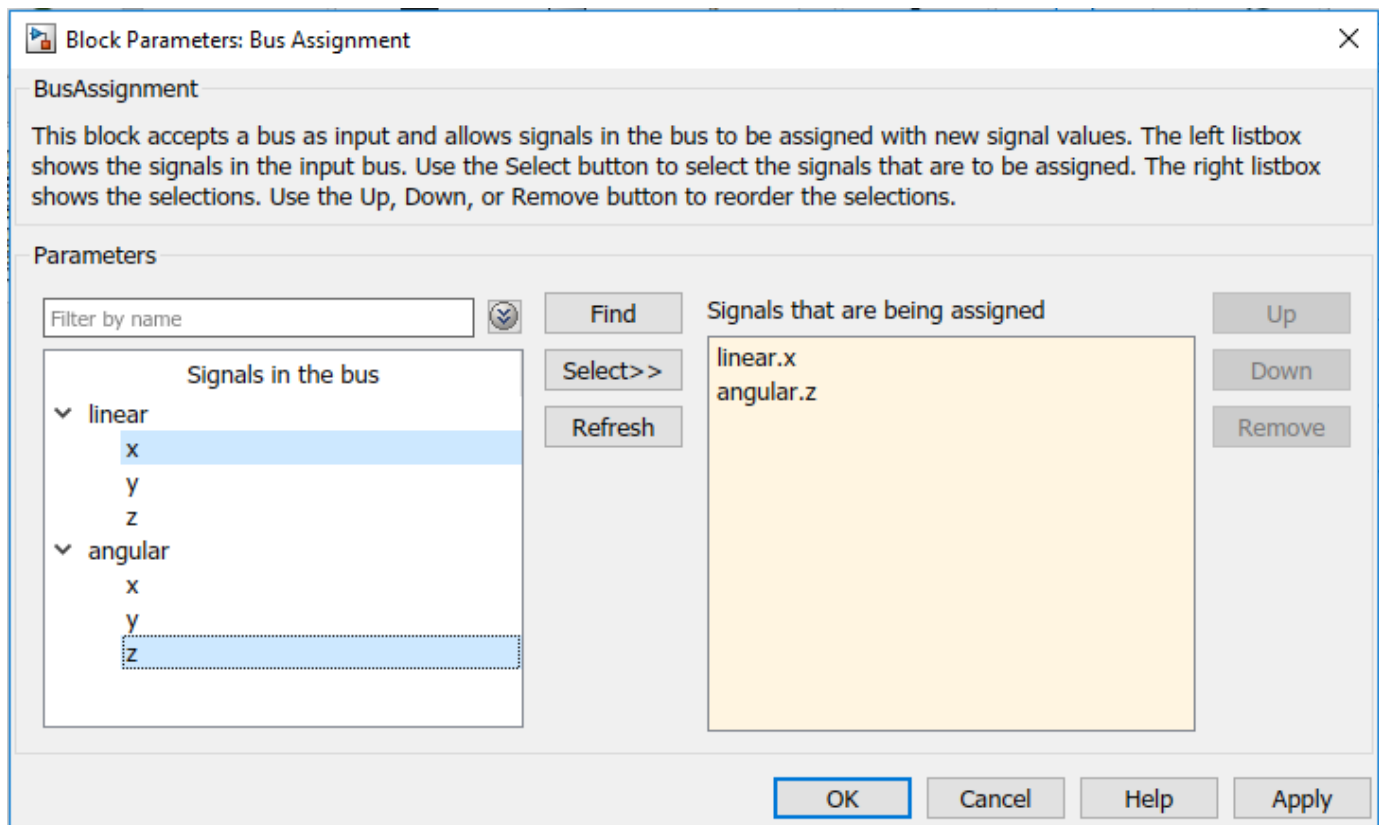 Block Parameters: Bus Assignment
BusAssignment
This block accepts a bus as input and allows signals in the bus to be assigned with new signal values. The left listbox
shows the signals in the input bus. Use the Select button to select the signals that are to be assigned. The right listbox
shows the selections. Use the Up, Down, or Remove button to reorder the selections.
Parameters
Filter by name
Find
Signals that are being assigned
Up
Signals in the bus
Select>>
linear.x
Down
angular.z
linear
Refresh
Remove
x
y
z
angular
x
y
z
OK
Cancel
Help
Apply